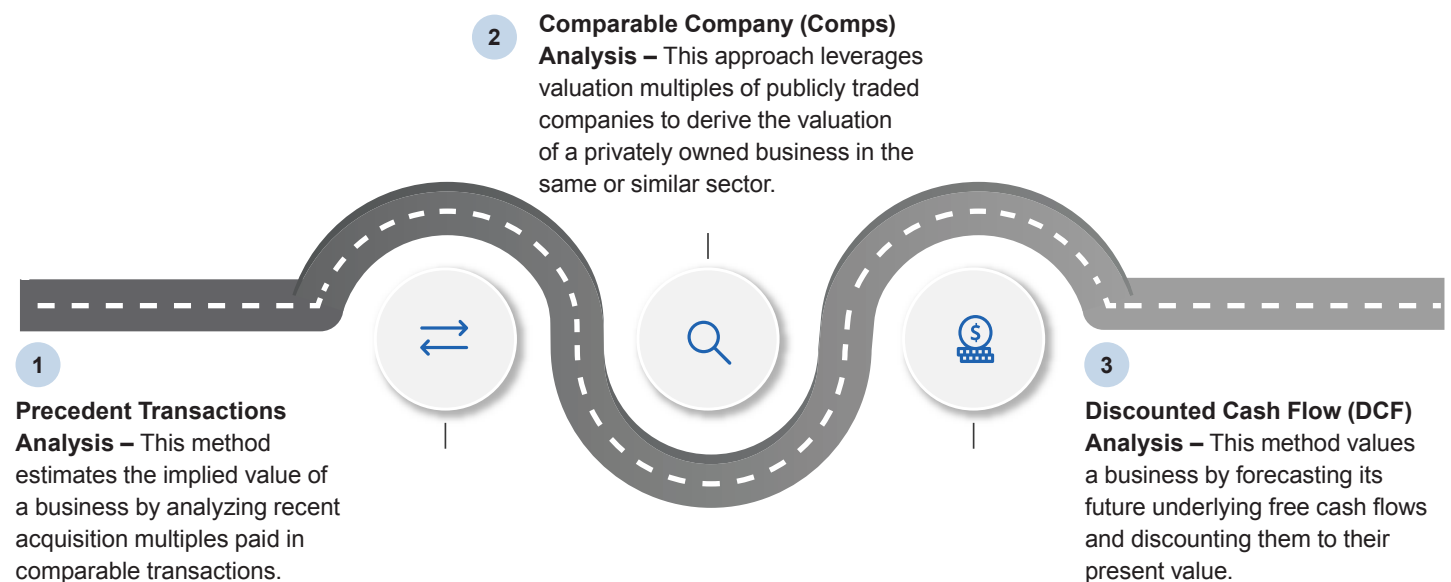 1
Precedent Transactions
Analysis – This method
estimates the implied value of
a business by analyzing recent
acquisition multiples paid in
comparable transactions.
2
Comparable Company (Comps)
Analysis – This approach leverages
valuation multiples of publicly traded
companies to derive the valuation
of a privately owned business in the
same or similar sector.
$
3
Discounted Cash Flow (DCF)
Analysis – This method values
a business by forecasting its
future underlying free cash flows
and discounting them to their
present value.